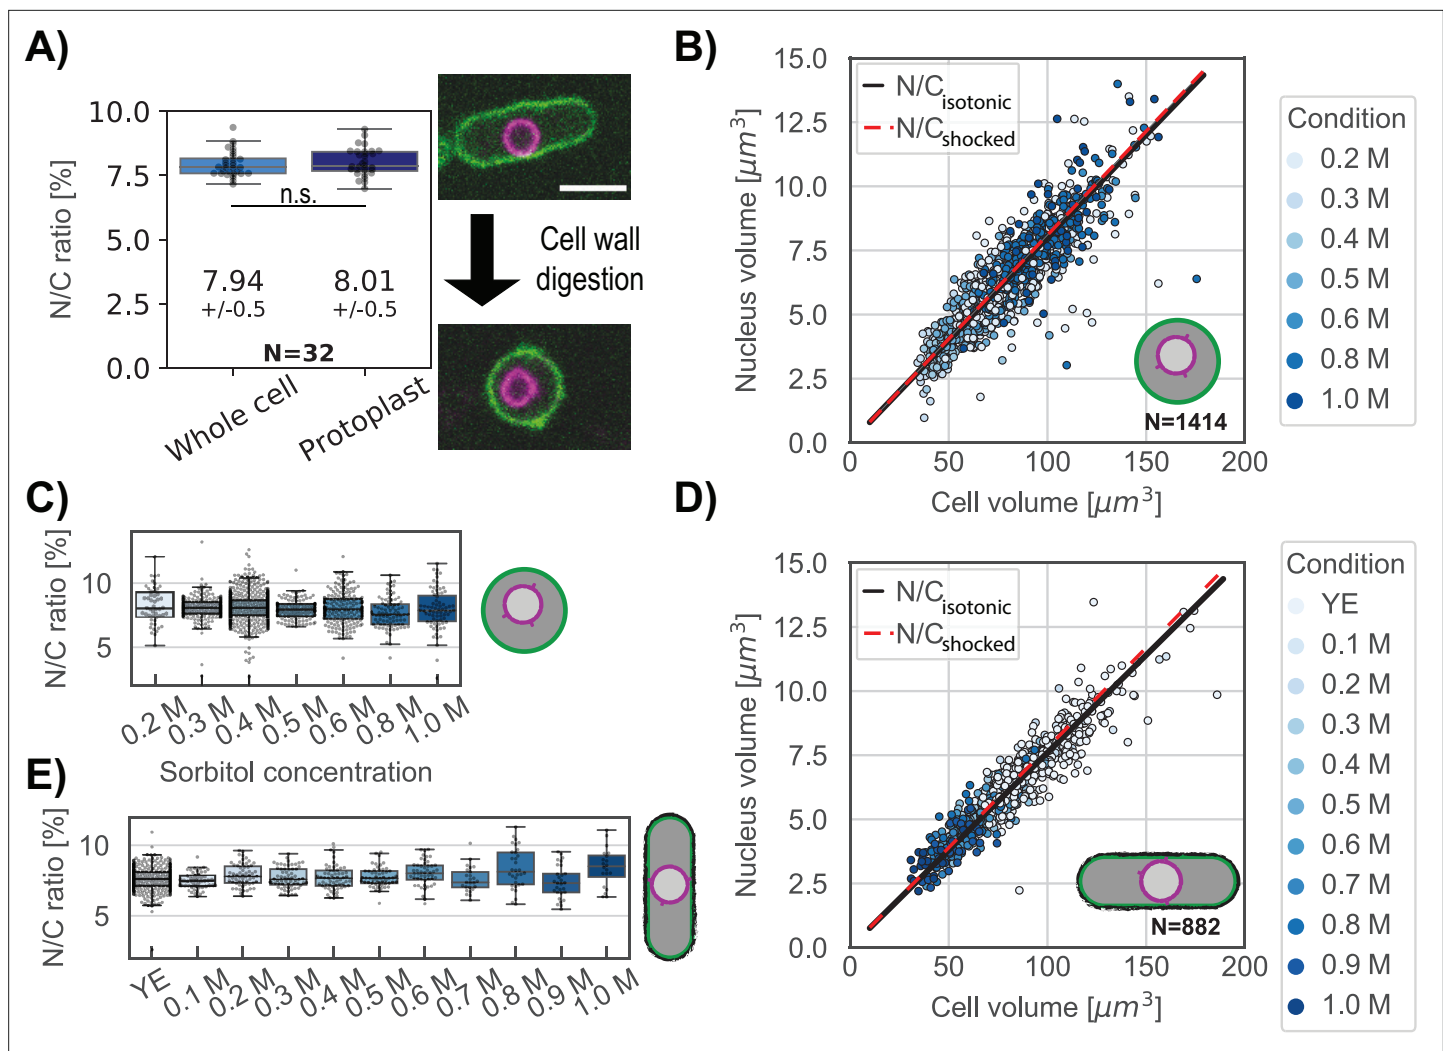 A)
N/C ratio [%]
10.0
7.5
5.0
2.5
0.0
n.s.
7.94
+/-0.5
8.01
+/-0.5
N=32
Whole cell
Protoplast
Cell wall
digestion
B)
Nucleus volume [μm³]
15.0
12.5
10.0
7.5
5.0
2.5
0.0
N/C isotonic
N/C shocked
N=1414
0
50
100
150
200
Cell volume [μm³]
Condition
0.2 M
0.3 M
0.4 M
0.5 M
0.6 M
0.8 M
1.0 M
C)
N/C ratio [%]
10
5
0.2 M
0.3 M
0.4 M
0.5 M
0.6 M
0.8 M
1.0 M
Sorbitol concentration
D)
Nucleus volume [μm³]
15.0
12.5
10.0
7.5
5.0
2.5
0.0
N/C isotonic
N/C shocked
N=882
0
50
100
150
200
Cell volume [μm³]
Condition
YE
0.1 M
0.2 M
0.3 M
0.4 M
0.5 M
0.6 M
0.7 M
0.8 M
0.9 M
1.0 M
E)
N/C ratio [%]
10
5
YE
0.1 M
0.2 M
0.3 M
0.4 M
0.5 M
0.6 M
0.7 M
0.8 M
0.9 M
1.0 M